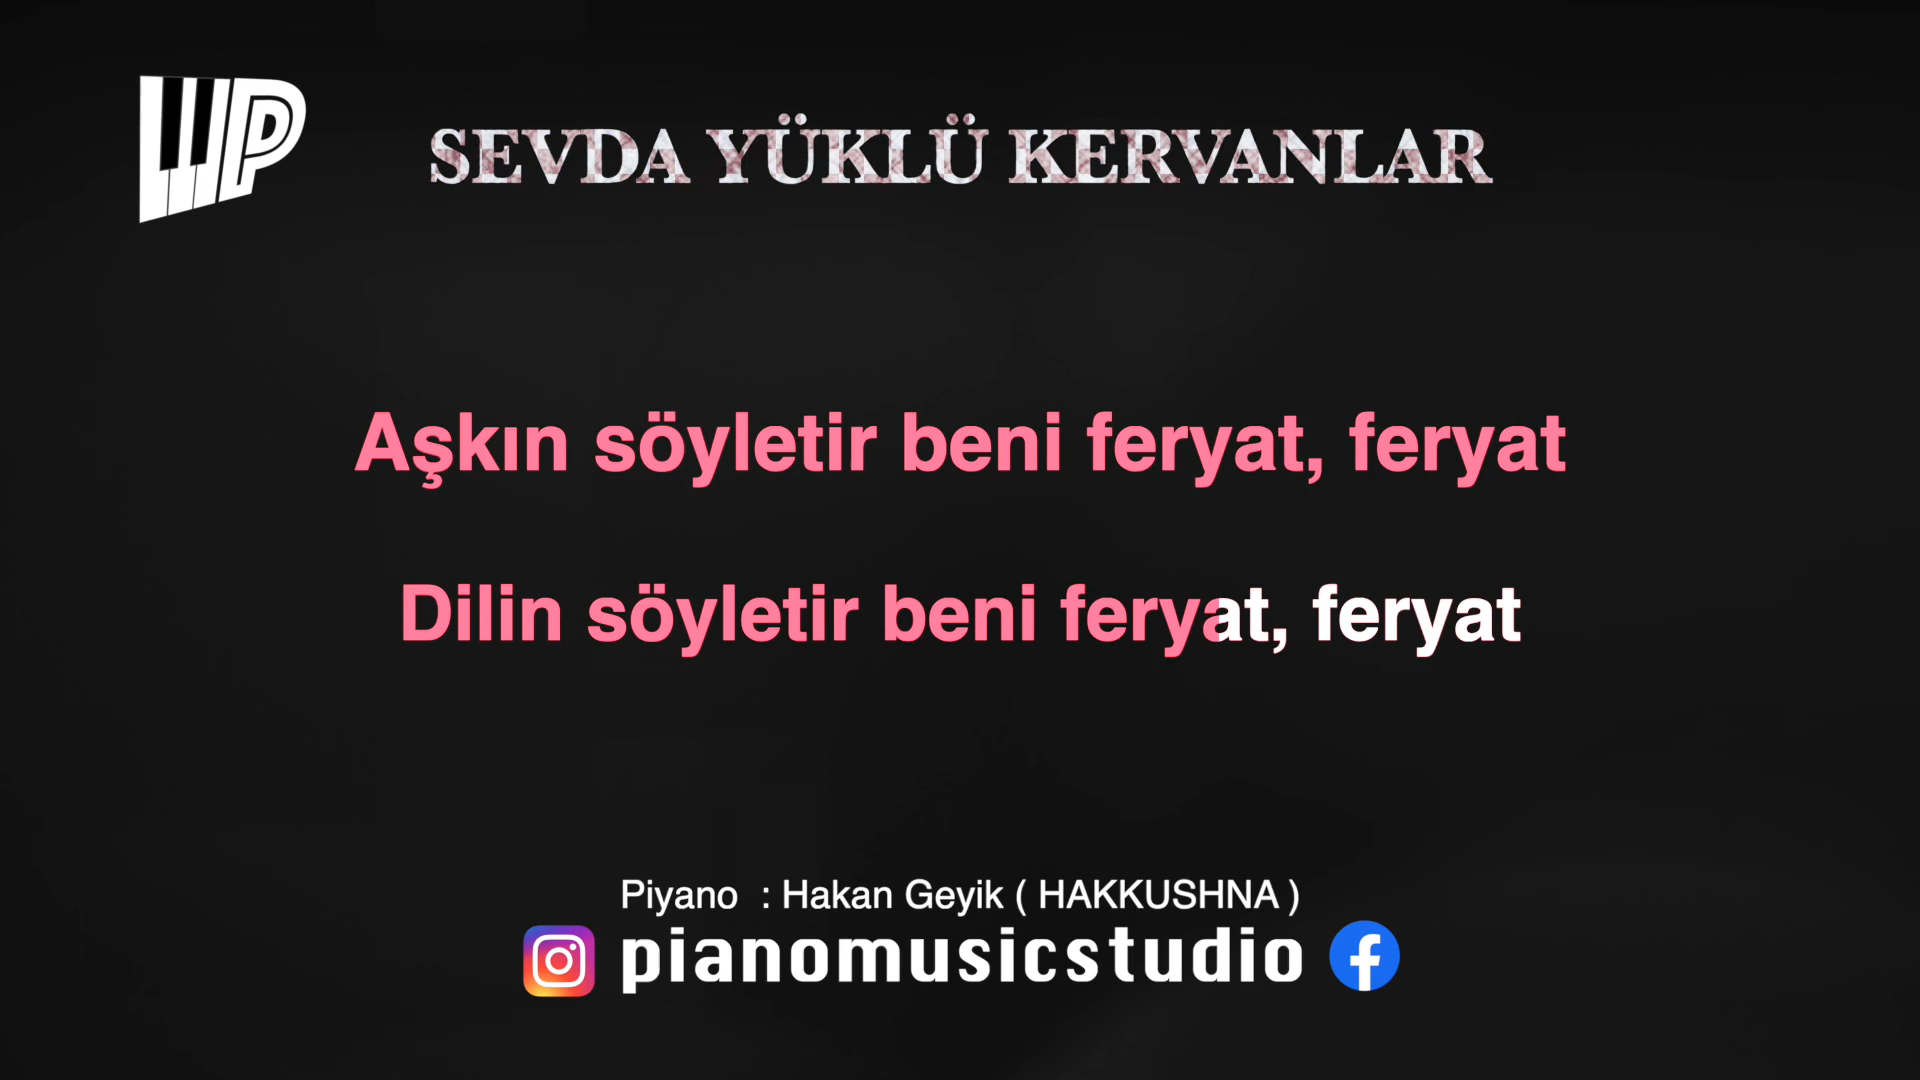 SEVDA YÜKLÜ KERVANLAR
Aşkın söyletir beni feryat, feryat
Dilin söyletir beni feryat, feryat
Piyano : Hakan Geyik ( HAKKUSHNA )
pianomusicstudio